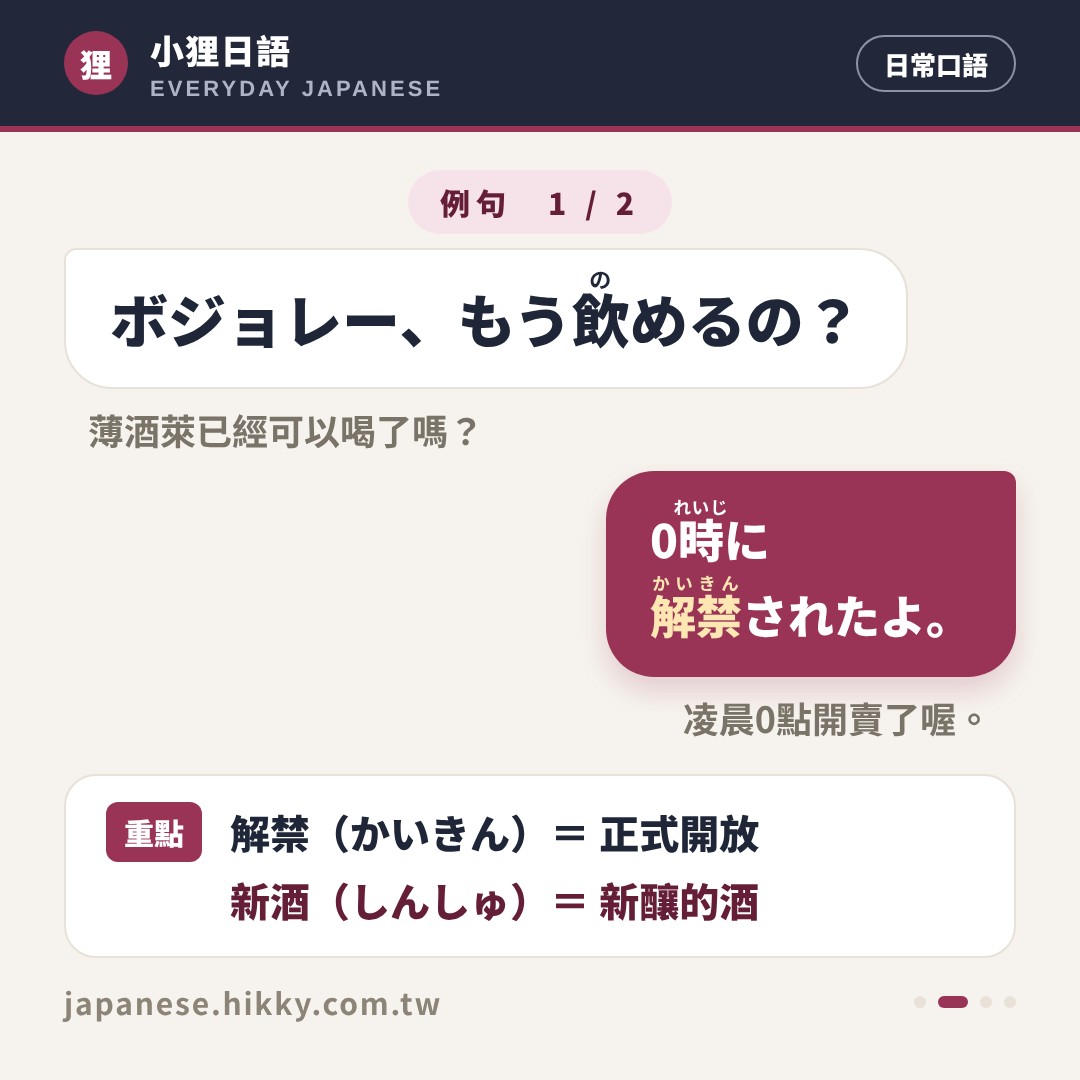 狸
小狸日語
EVERYDAY JAPANESE
日常口語
例句 1 / 2
の
ボジョレー、もう飲めるの？
薄酒萊已經可以喝了嗎？
れいじ
0時に
かいきん
解禁されたよ。
凌晨0點開賣了喔。
重點
解禁（かいきん）＝ 正式開放
新酒（しんしゅ）＝ 新釀的酒
japanese.hikky.com.tw